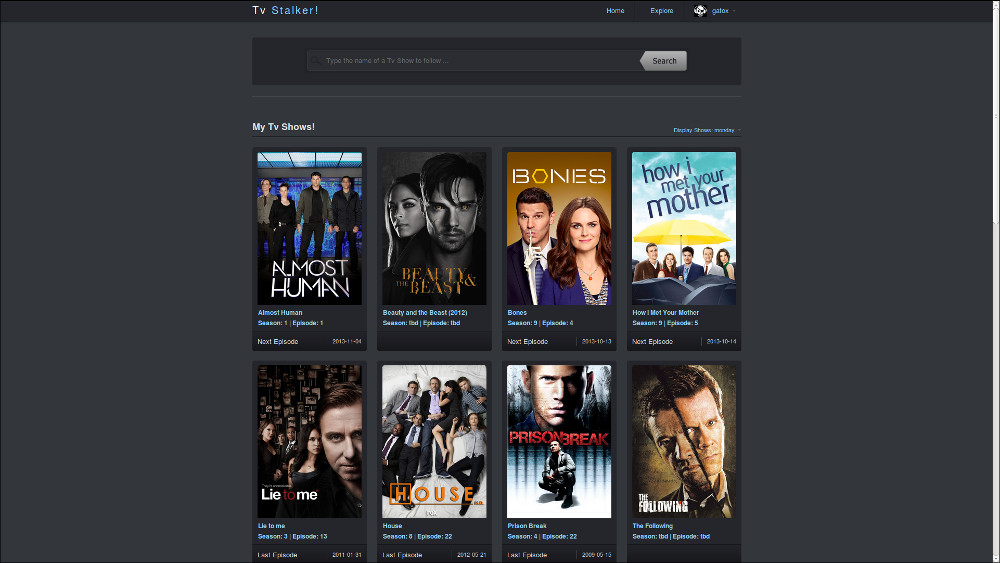 Tv Stalker!
Home
Explore
gatox
Type the name of a Tv Show to follow...
Search
My Tv Shows!
Display Shows: monday
ALMOST
HUMAN
BEAUTY &
THE BEAST
BONES
how i
met your
mother
Almost Human
Season: 1 | Episode: 1
Next Episode 2013-11-04
Beauty and the Beast (2012)
Season: tbd | Episode: tbd
Bones
Season: 9 | Episode: 4
Next Episode 2013-10-13
How I Met Your Mother
Season: 9 | Episode: 5
Next Episode 2013-10-14
Lie to me
HOUSE
PRISON BREAK
THE
FOLLOWING
Lie to me
Season: 3 | Episode: 13
Last Episode 2011-01-31
House
Season: 8 | Episode: 22
Last Episode 2012-05-21
Prison Break
Season: 4 | Episode: 22
Last Episode 2009-05-15
The Following
Season: tbd | Episode: tbd